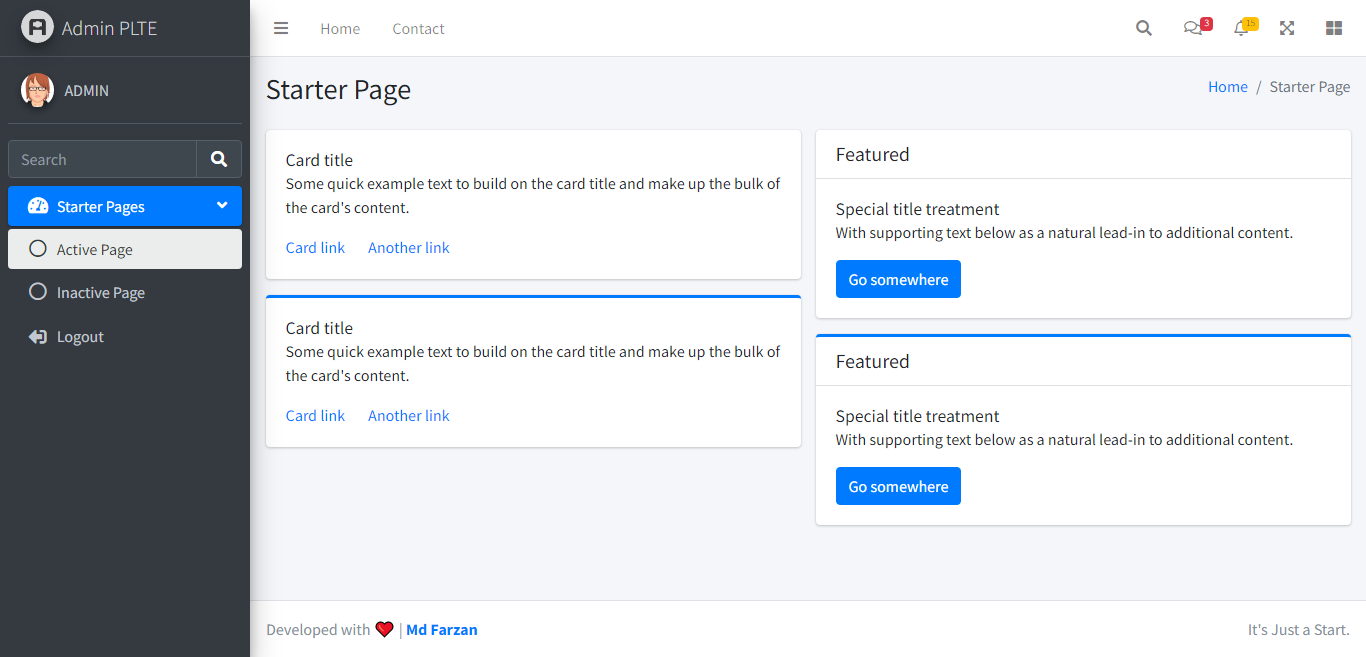 Admin PLTE
ADMIN
Search
Starter Pages
Active Page
Inactive Page
Logout
Home Contact
3
15
Starter Page
Home / Starter Page
Card title
Some quick example text to build on the card title and make up the bulk of
the card's content.
Card link Another link
Card title
Some quick example text to build on the card title and make up the bulk of
the card's content.
Card link Another link
Featured
Special title treatment
With supporting text below as a natural lead-in to additional content.
Go somewhere
Featured
Special title treatment
With supporting text below as a natural lead-in to additional content.
Go somewhere
Developed with ❤ | Md Farzan
It's Just a Start.